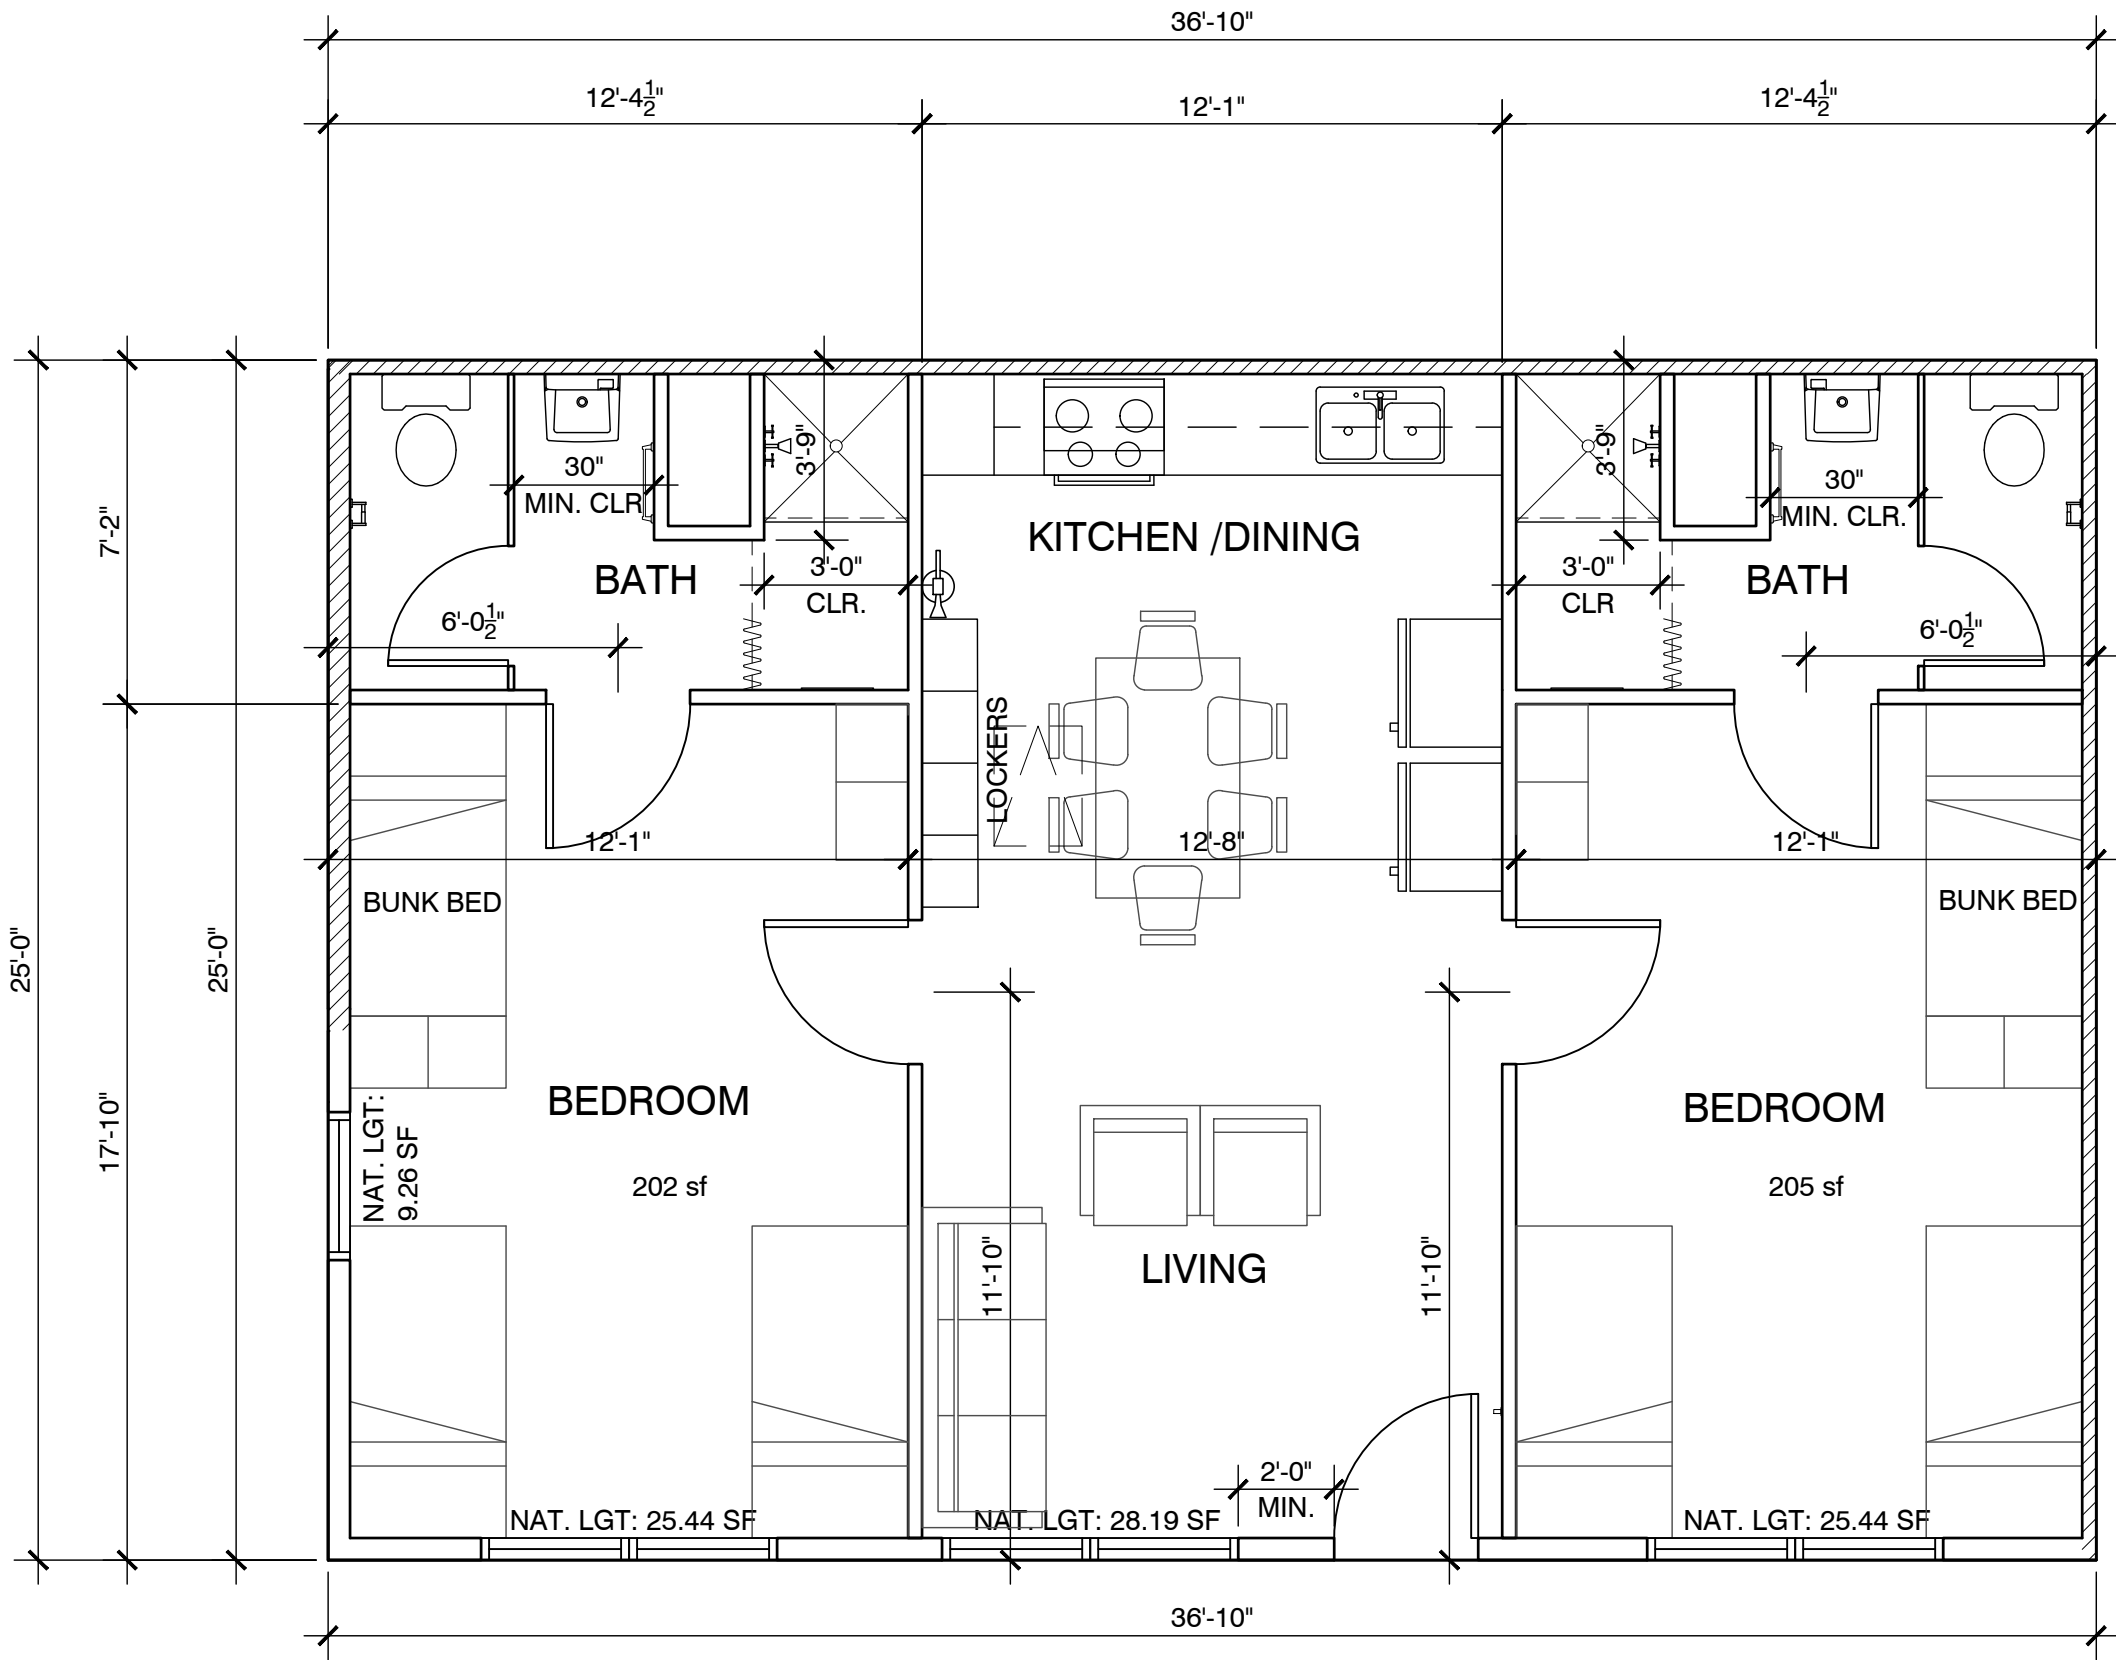 36'-10"
12'-4½"
12'-1"
12'-4½"
30"
MIN. CLR
3'-9"
3'-9"
30"
MIN. CLR.
7'-2"
KITCHEN /DINING
BATH
3'-0"
CLR.
3'-0"
CLR
BATH
6'-0½"
6'-0½"
LOCKERS
12'-1"
12'-8"
12'-1"
BUNK BED
BUNK BED
25'-0"
25'-0"
17'-10"
BEDROOM
BEDROOM
NAT. LGT:
9.26 SF
202 sf
205 sf
11'-10"
LIVING
11'-10"
2'-0"
MIN.
NAT. LGT: 25.44 SF
NAT. LGT: 28.19 SF
NAT. LGT: 25.44 SF
36'-10"